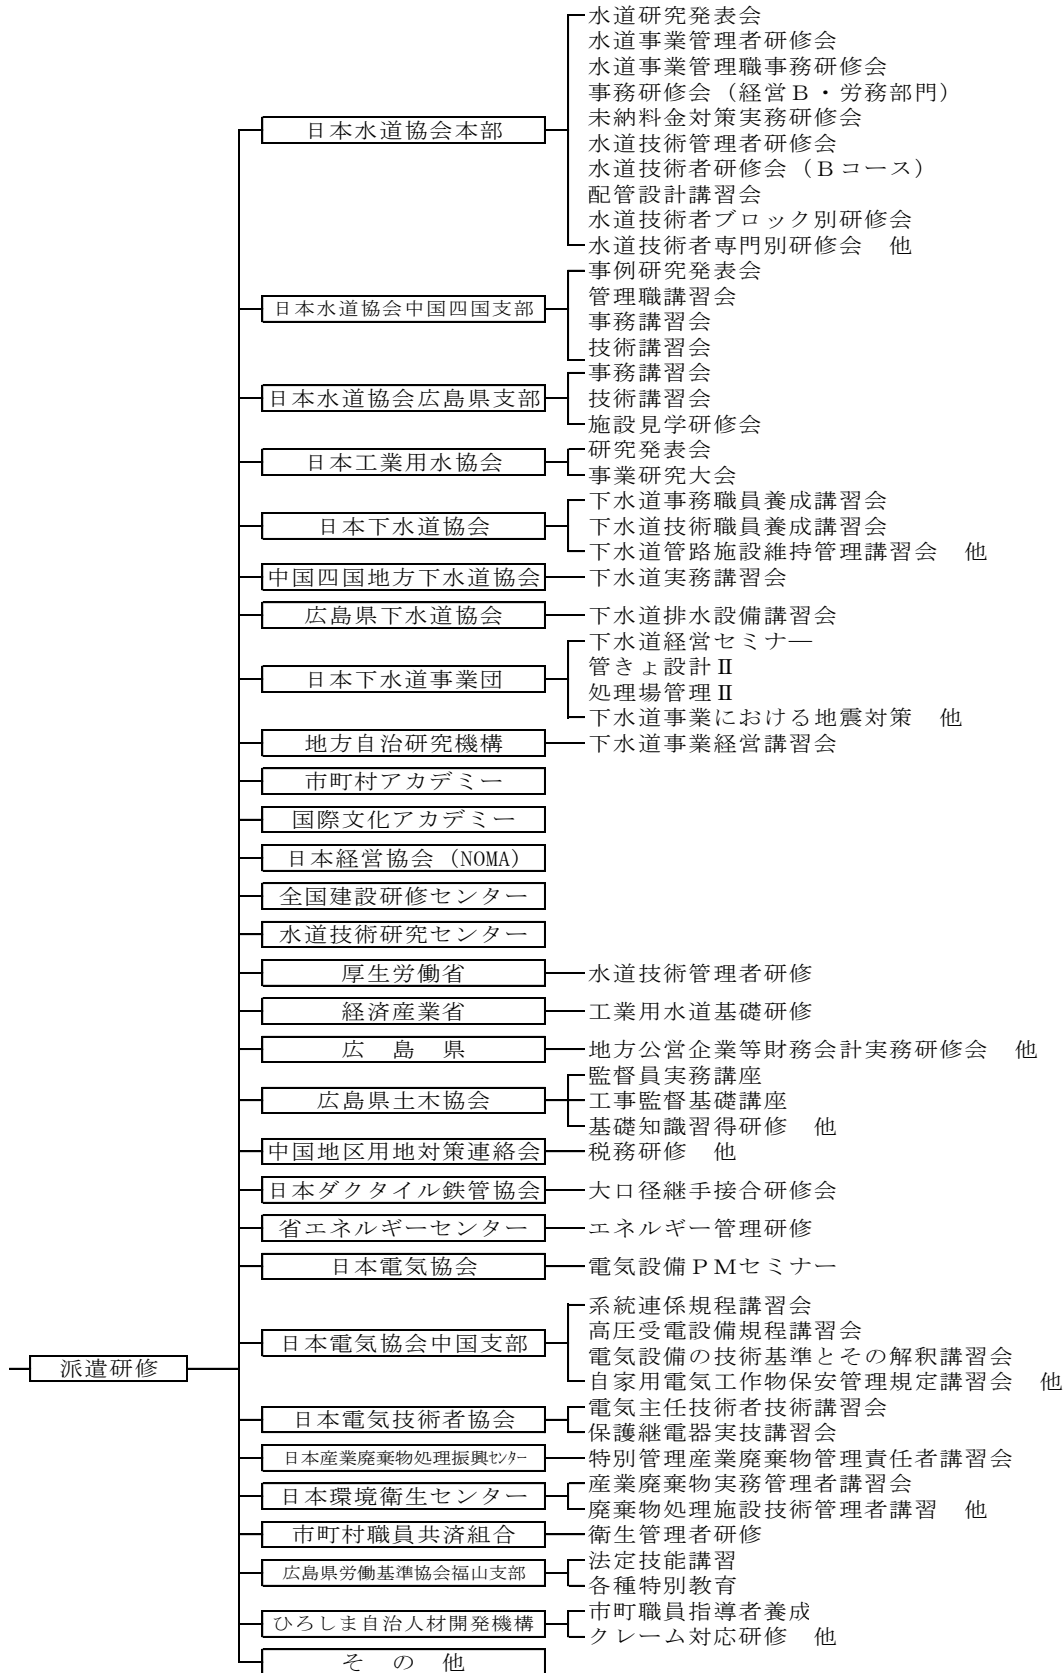 派遣研修
日本水道協会本部
水道研究発表会
水道事業管理者研修会
水道事業管理職事務研修会
事務研修会（経営Ｂ・労務部門）
未納料金対策実務研修会
水道技術管理者研修会
水道技術者研修会（Ｂコース）
配管設計講習会
水道技術者ブロック別研修会
水道技術者専門別研修会　他
日本水道協会中国四国支部
事例研究発表会
管理職講習会
事務講習会
技術講習会
日本水道協会広島県支部
事務講習会
技術講習会
施設見学研修会
日本工業用水協会
研究発表会
事業研究大会
日本下水道協会
下水道事務職員養成講習会
下水道技術職員養成講習会
下水道管路施設維持管理講習会　他
中国四国地方下水道協会
下水道実務講習会
広島県下水道協会
下水道排水設備講習会
日本下水道事業団
下水道経営セミナ―
管きょ設計Ⅱ
処理場管理Ⅱ
下水道事業における地震対策　他
地方自治研究機構
下水道事業経営講習会
市町村アカデミー
国際文化アカデミー
日本経営協会（NOMA）
全国建設研修センター
水道技術研究センター
厚生労働省
水道技術管理者研修
経済産業省
工業用水道基礎研修
広　島　県
地方公営企業等財務会計実務研修会　他
広島県土木協会
監督員実務講座
工事監督基礎講座
基礎知識習得研修　他
中国地区用地対策連絡会
税務研修　他
日本ダクタイル鉄管協会
大口径継手接合研修会
省エネルギーセンター
エネルギー管理研修
日本電気協会
電気設備ＰＭセミナー
日本電気協会中国支部
系統連係規程講習会
高圧受電設備規程講習会
電気設備の技術基準とその解釈講習会
自家用電気工作物保安管理規定講習会　他
日本電気技術者協会
電気主任技術者技術講習会
保護継電器実技講習会
日本産業廃棄物処理振興ｾﾝﾀｰ
特別管理産業廃棄物管理責任者講習会
日本環境衛生センター
産業廃棄物実務管理者講習会
廃棄物処理施設技術管理者講習　他
市町村職員共済組合
衛生管理者研修
広島県労働基準協会福山支部
法定技能講習
各種特別教育
ひろしま自治人材開発機構
市町職員指導者養成
クレーム対応研修　他
そ　の　他